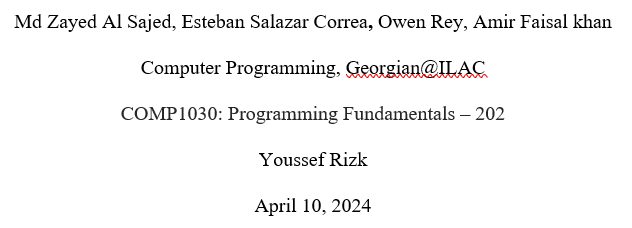 Md Zayed Al Sajed, Esteban Salazar Correa, Owen Rey, Amir Faisal khan
Computer Programming, Georgian@ILAC
COMP1030: Programming Fundamentals – 202
Youssef Rizk
April 10, 2024